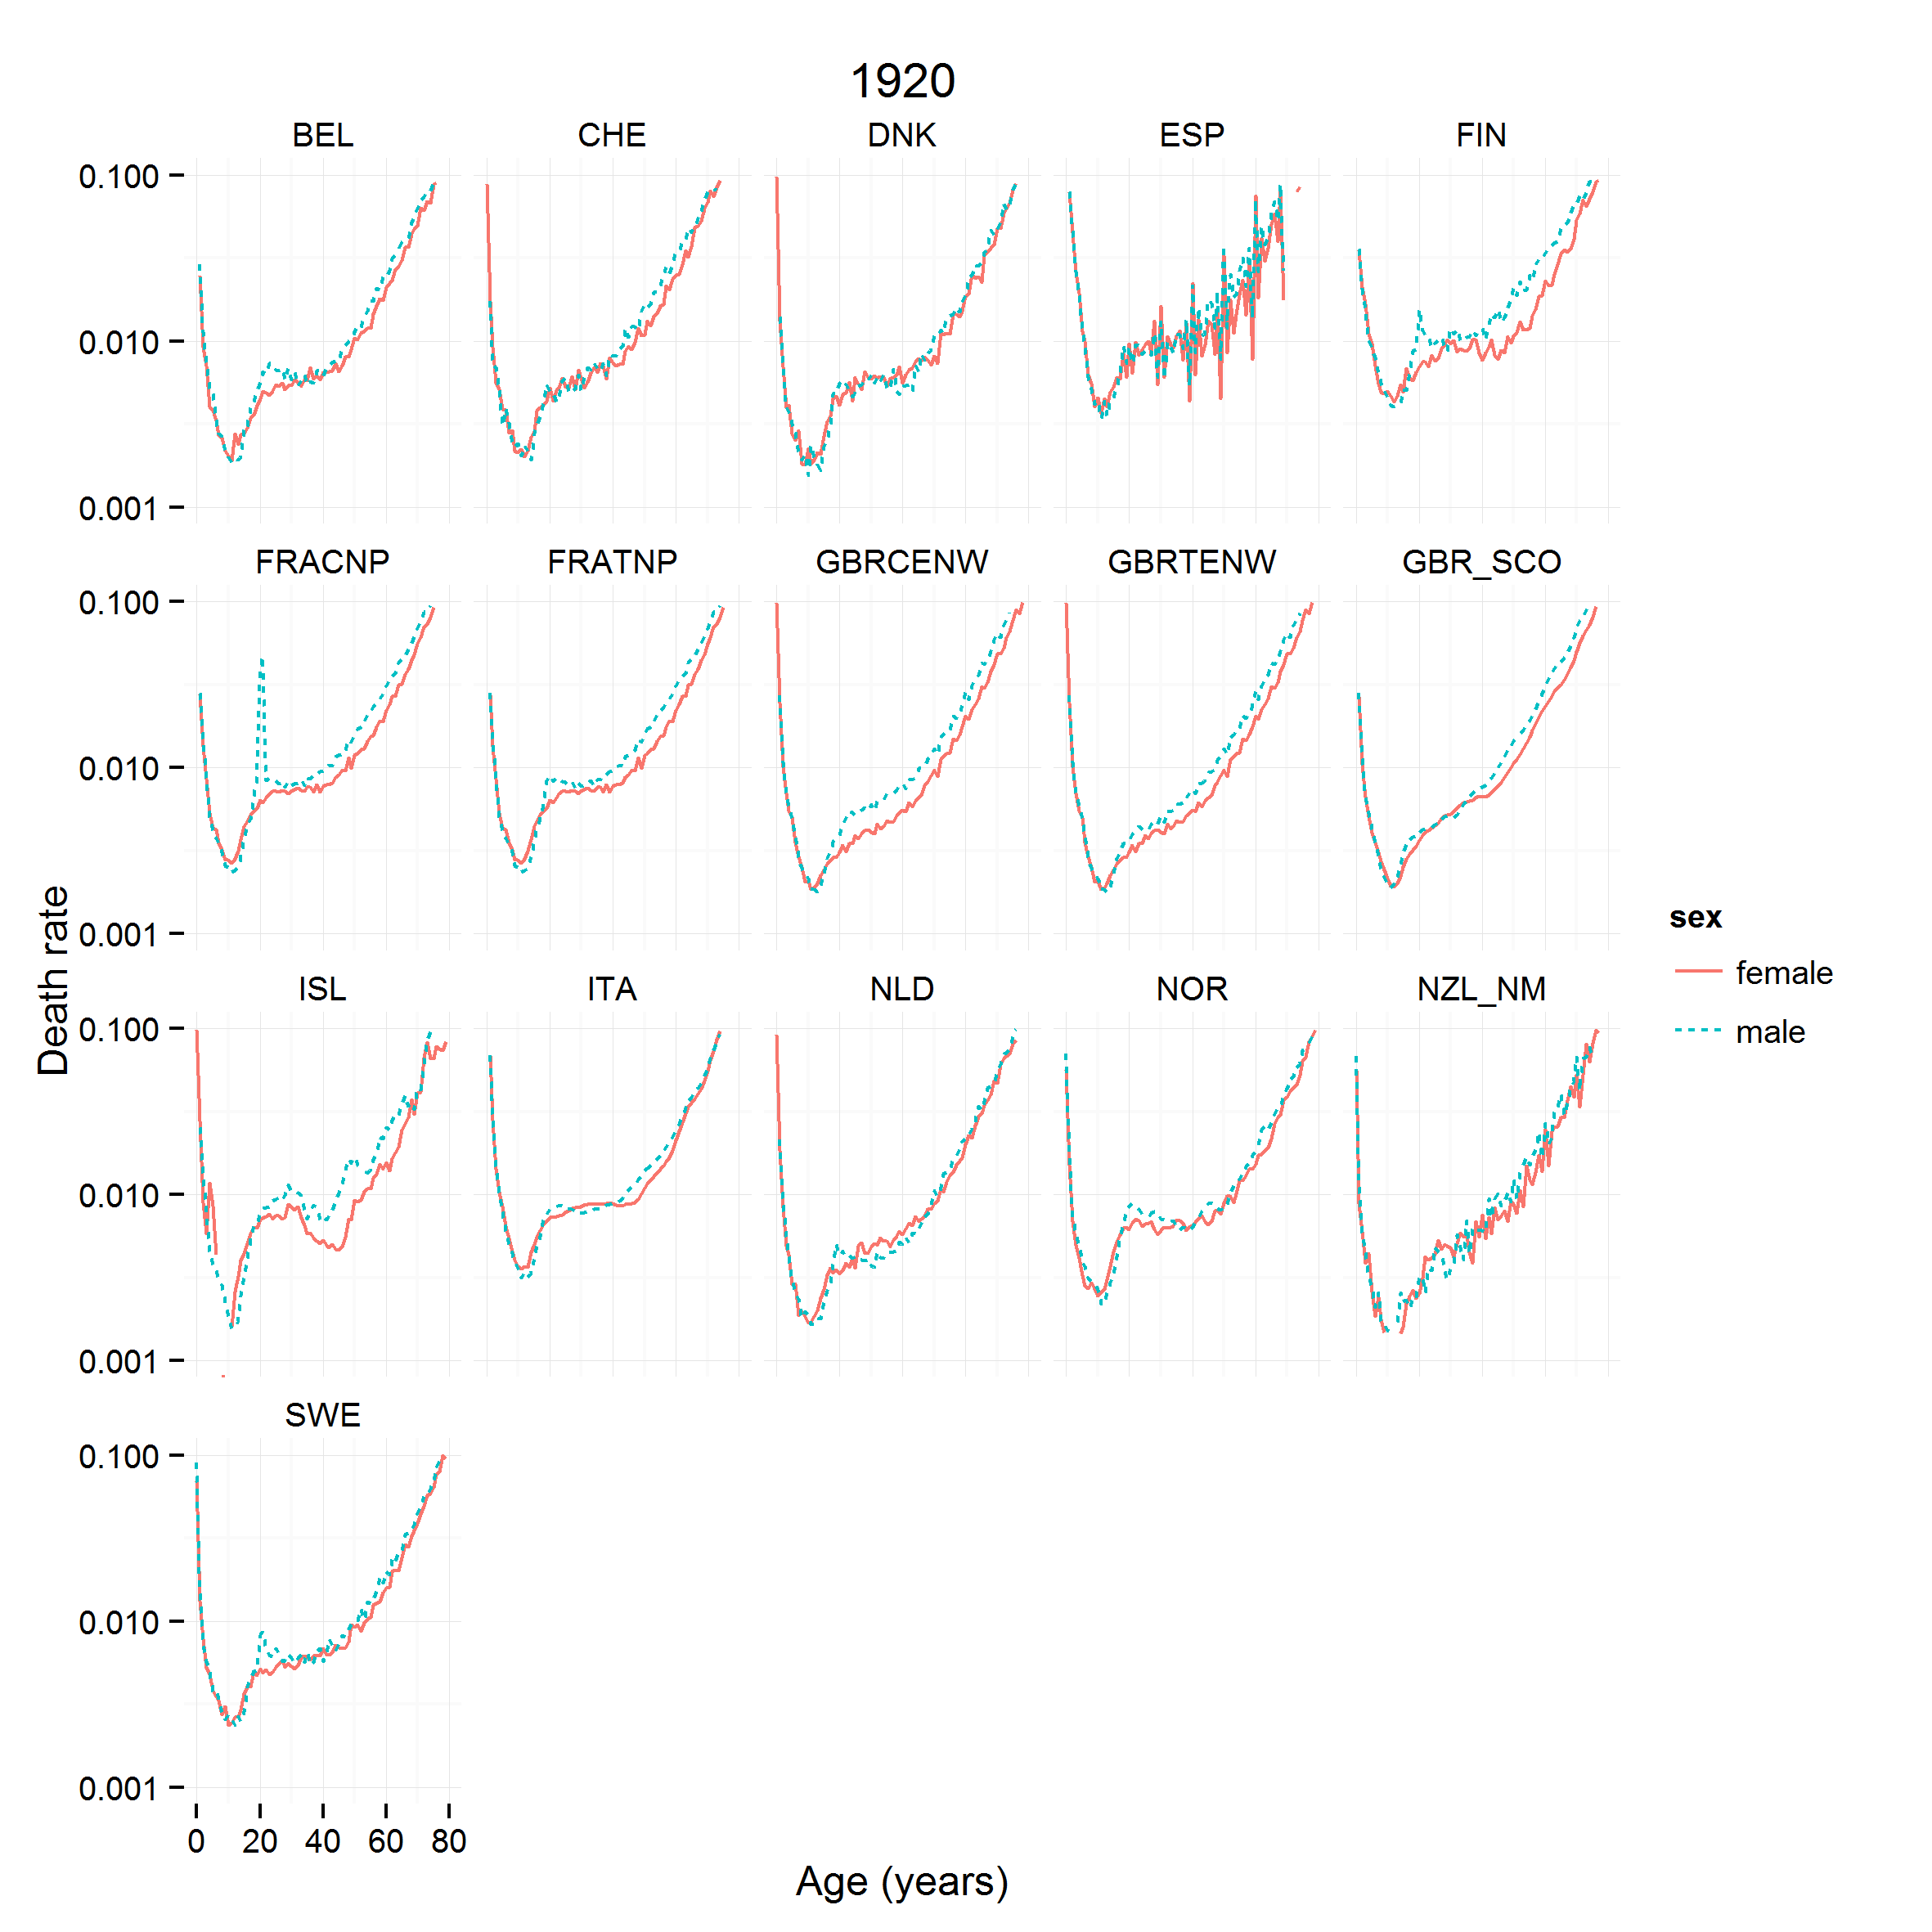 1920
BEL CHE DNK ESP FIN
0.100
0.010
0.001
FRACNP FRATNP GBRCENW GBRTENW GBR_SCO
0.100
0.010
0.001
ISL ITA NLD NOR NZL_NM
0.100
0.010
0.001
SWE
0.100
0.010
0.001
0 20 40 60 80
Age (years)
Death rate
sex
female
male